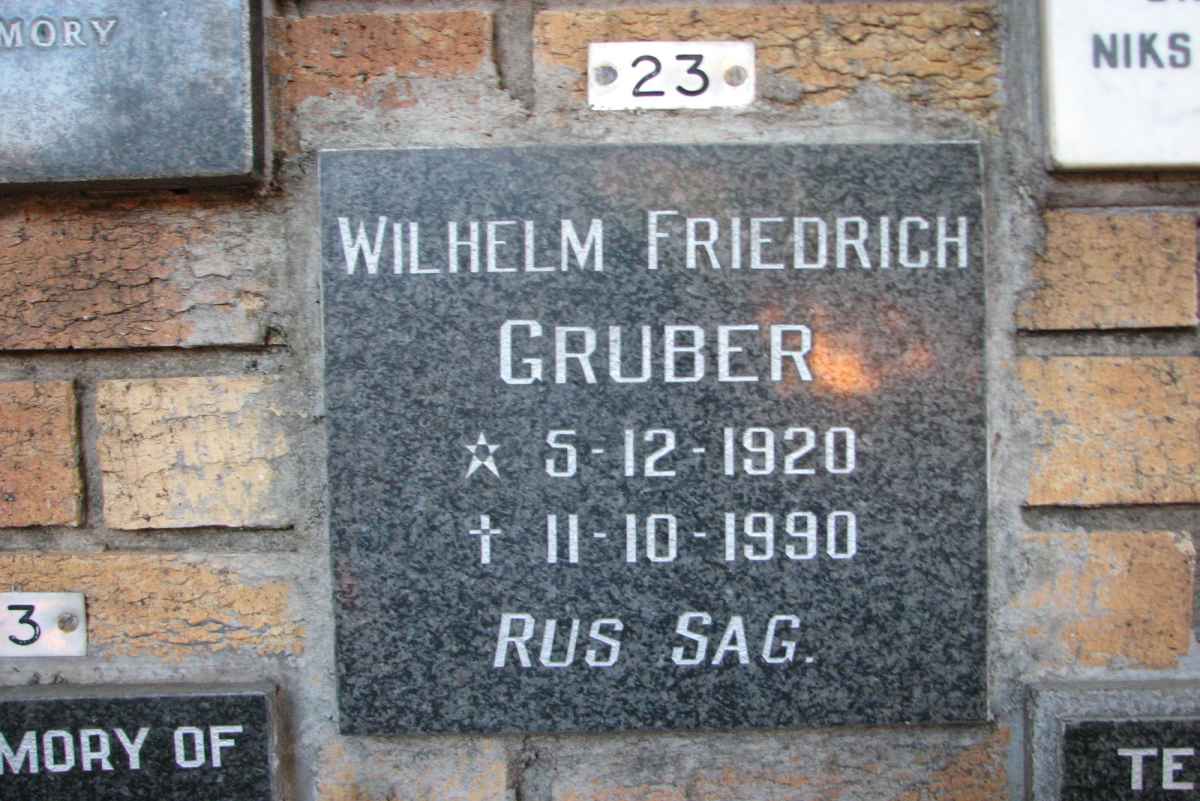 MORY
23
NIKS
WILHELM FRIEDRICH
GRUBER
5-12-1920
† 11-10-1990
RUS SAG.
3
MORY OF
TE